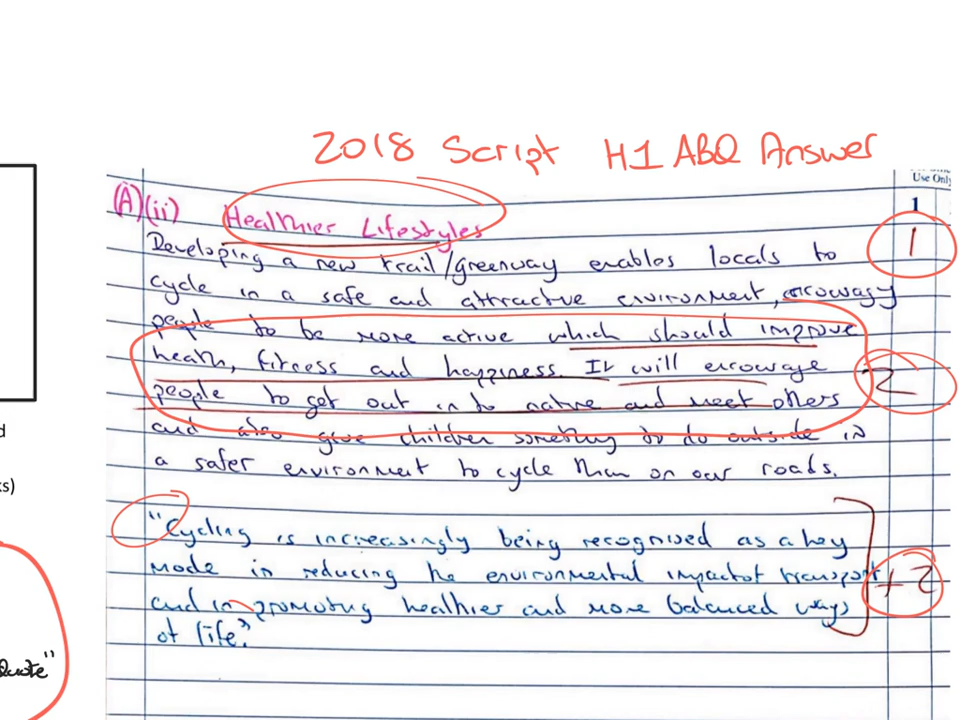 2018 Script H1 ABQ Answer
Use Only
(A)(ii) Healthier Lifestyles
1
1
Developing a new trail/greenway enables locals to
cycle in a safe and attractive environment,
people to be more active which should improve
health, fitness and happiness. It will encourage
2
people to get out in to nature and meet others
and also give children something to do outside in
a safer environment to cycle than on our roads.
"Cycling is increasingly being recognised as a key
mode in reducing the environmental impact of transport
+2
and in promoting healthier and more balanced ways
of life."
d
ks)
Quote"